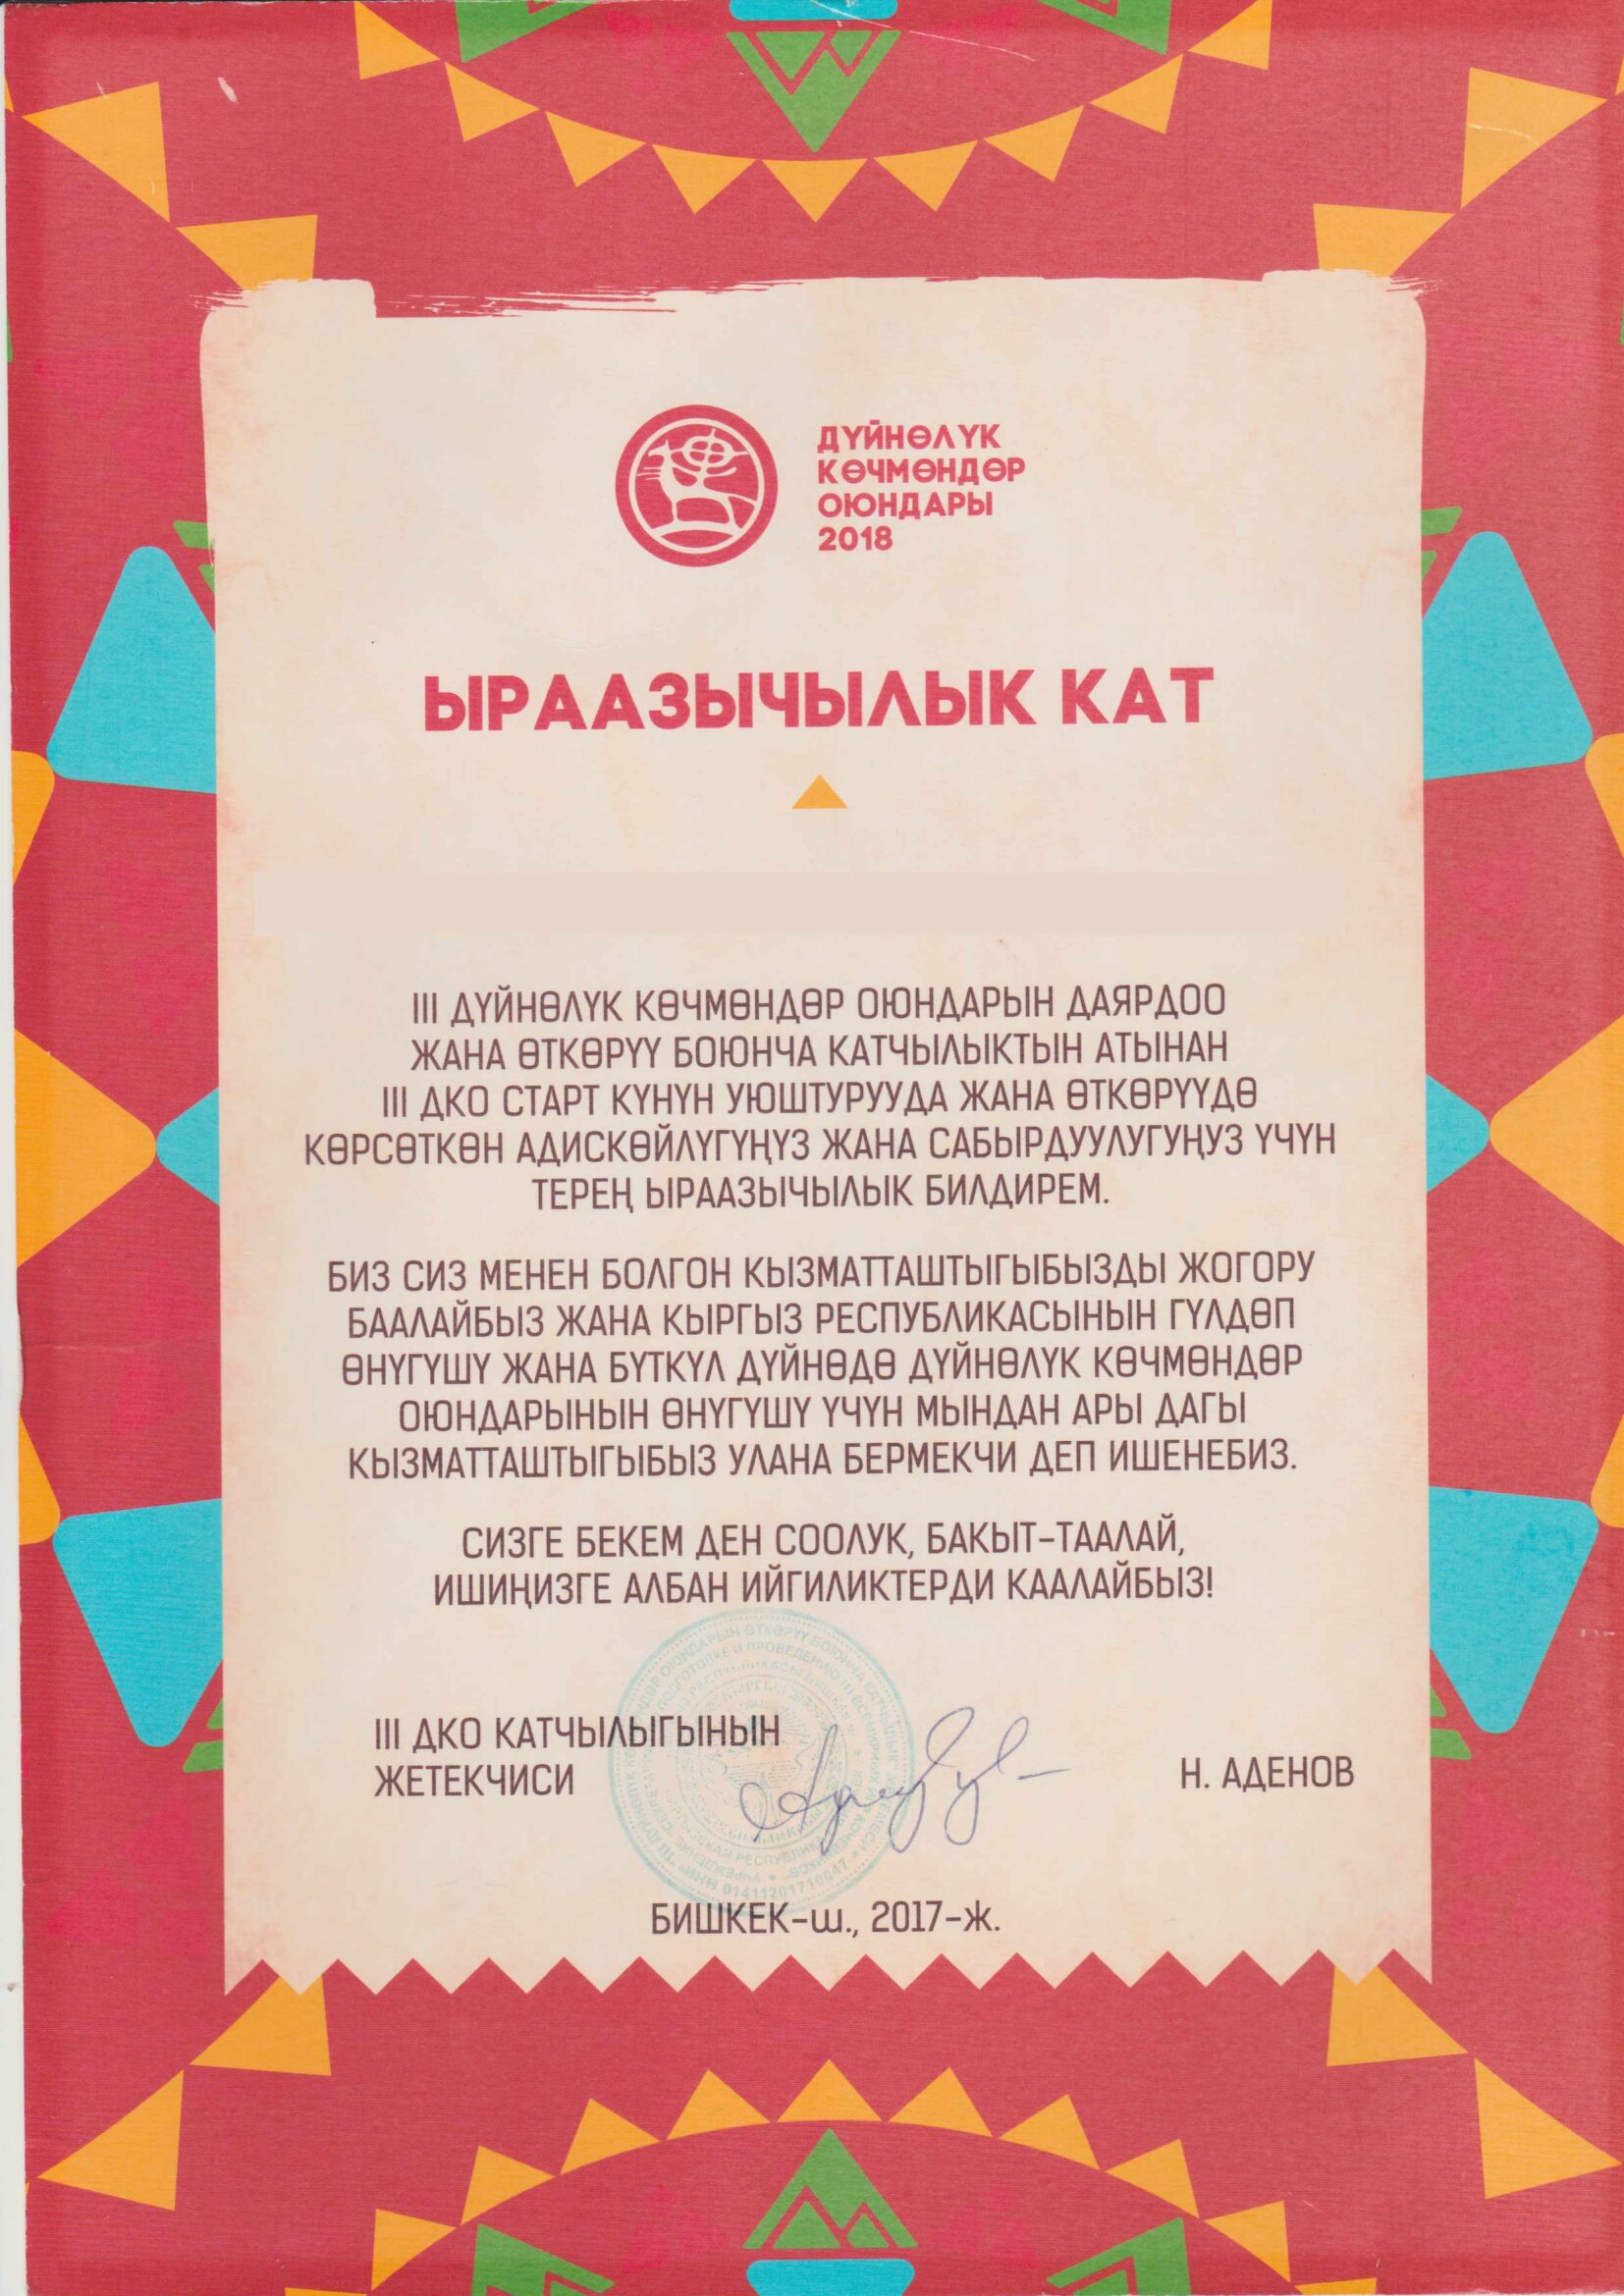 ДҮЙНӨЛҮК
КӨЧМӨНДӨР
ОЮНДАРЫ
2018
ЫРААЗЫЧЫЛЫК КАТ
III ДҮЙНӨЛҮК КӨЧМӨНДӨР ОЮНДАРЫН ДАЯРДОО
ЖАНА ӨТКӨРҮҮ БОЮНЧА КАТЧЫЛЫКТЫН АТЫНАН
III ДКО СТАРТ КҮНҮН УЮШТУРУУДА ЖАНА ӨТКӨРҮҮДӨ
КӨРСӨТКӨН АДИСКӨЙЛҮГҮҢҮЗ ЖАНА САБЫРДУУЛУГУҢУЗ ҮЧҮН
ТЕРЕҢ ЫРААЗЫЧЫЛЫК БИЛДИРЕМ.
БИЗ СИЗ МЕНЕН БОЛГОН КЫЗМАТТАШТЫГЫБЫЗДЫ ЖОГОРУ
БААЛАЙБЫЗ ЖАНА КЫРГЫЗ РЕСПУБЛИКАСЫНЫН ГҮЛДӨП
ӨНҮГҮШҮ ЖАНА БҮТКҮЛ ДҮЙНӨДӨ ДҮЙНӨЛҮК КӨЧМӨНДӨР
ОЮНДАРЫНЫН ӨНҮГҮШҮ ҮЧҮН МЫНДАН АРЫ ДАГЫ
КЫЗМАТТАШТЫГЫБЫЗ УЛАНА БЕРМЕКЧИ ДЕП ИШЕНЕБИЗ.
СИЗГЕ БЕКЕМ ДЕН СООЛУК, БАКЫТ-ТААЛАЙ,
ИШИҢИЗГЕ АЛБАН ИЙГИЛИКТЕРДИ КААЛАЙБЫЗ!
III ДКО КАТЧЫЛЫГЫНЫН
ЖЕТЕКЧИСИ
Н. АДЕНОВ
БИШКЕК-Ш., 2017-Ж.